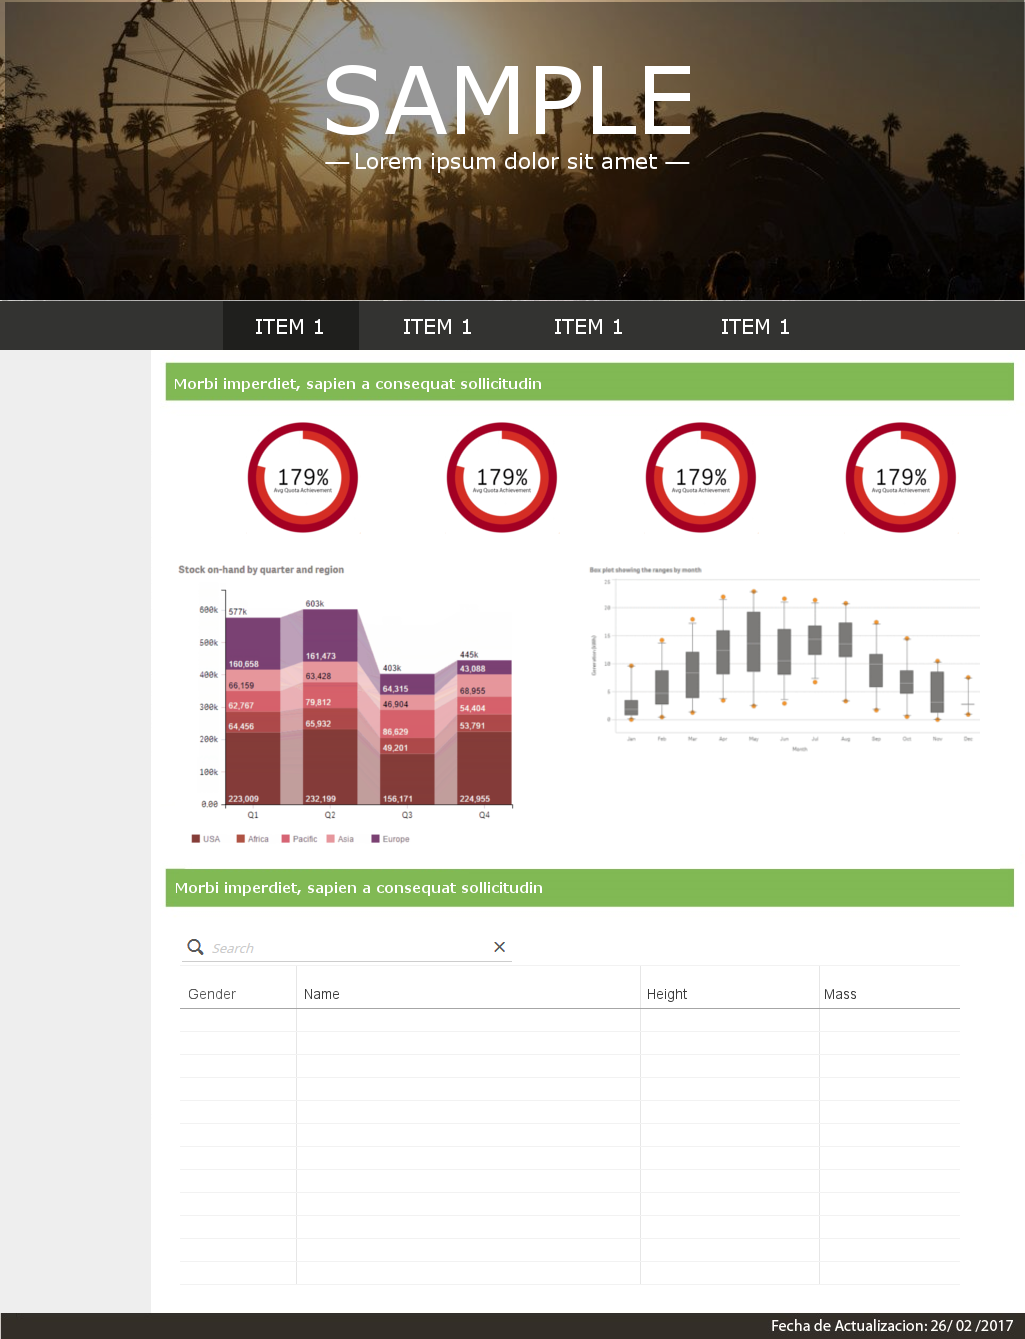 SAMPLE
— Lorem ipsum dolor sit amet —
ITEM 1 ITEM 1 ITEM 1 ITEM 1
Morbi imperdiet, sapien a consequat sollicitudin
179% 179% 179% 179%
Avg Quota Achievement Avg Quota Achievement Avg Quota Achievement Avg Quota Achievement
Stock on-hand by quarter and region
600k 577k 603k
500k
160,658 161,473 403k 445k
400k 66,159 63,428 64,315 43,088
300k 62,767 79,812 46,904 68,955
64,456 65,932 86,629 54,404
200k 49,201 53,791
100k
0.00 223,009 232,199 156,171 224,955
Q1 Q2 Q3 Q4
USA Africa Pacific Asia Europe
Box plot showing the ranges by month
25
20
15
10
5
0
Generation (kWh)
Jan Feb Mar Apr May Jun Jul Aug Sep Oct Nov Dec
Month
Morbi imperdiet, sapien a consequat sollicitudin
Search
Gender Name Height Mass
Fecha de Actualizacion: 26/ 02 /2017